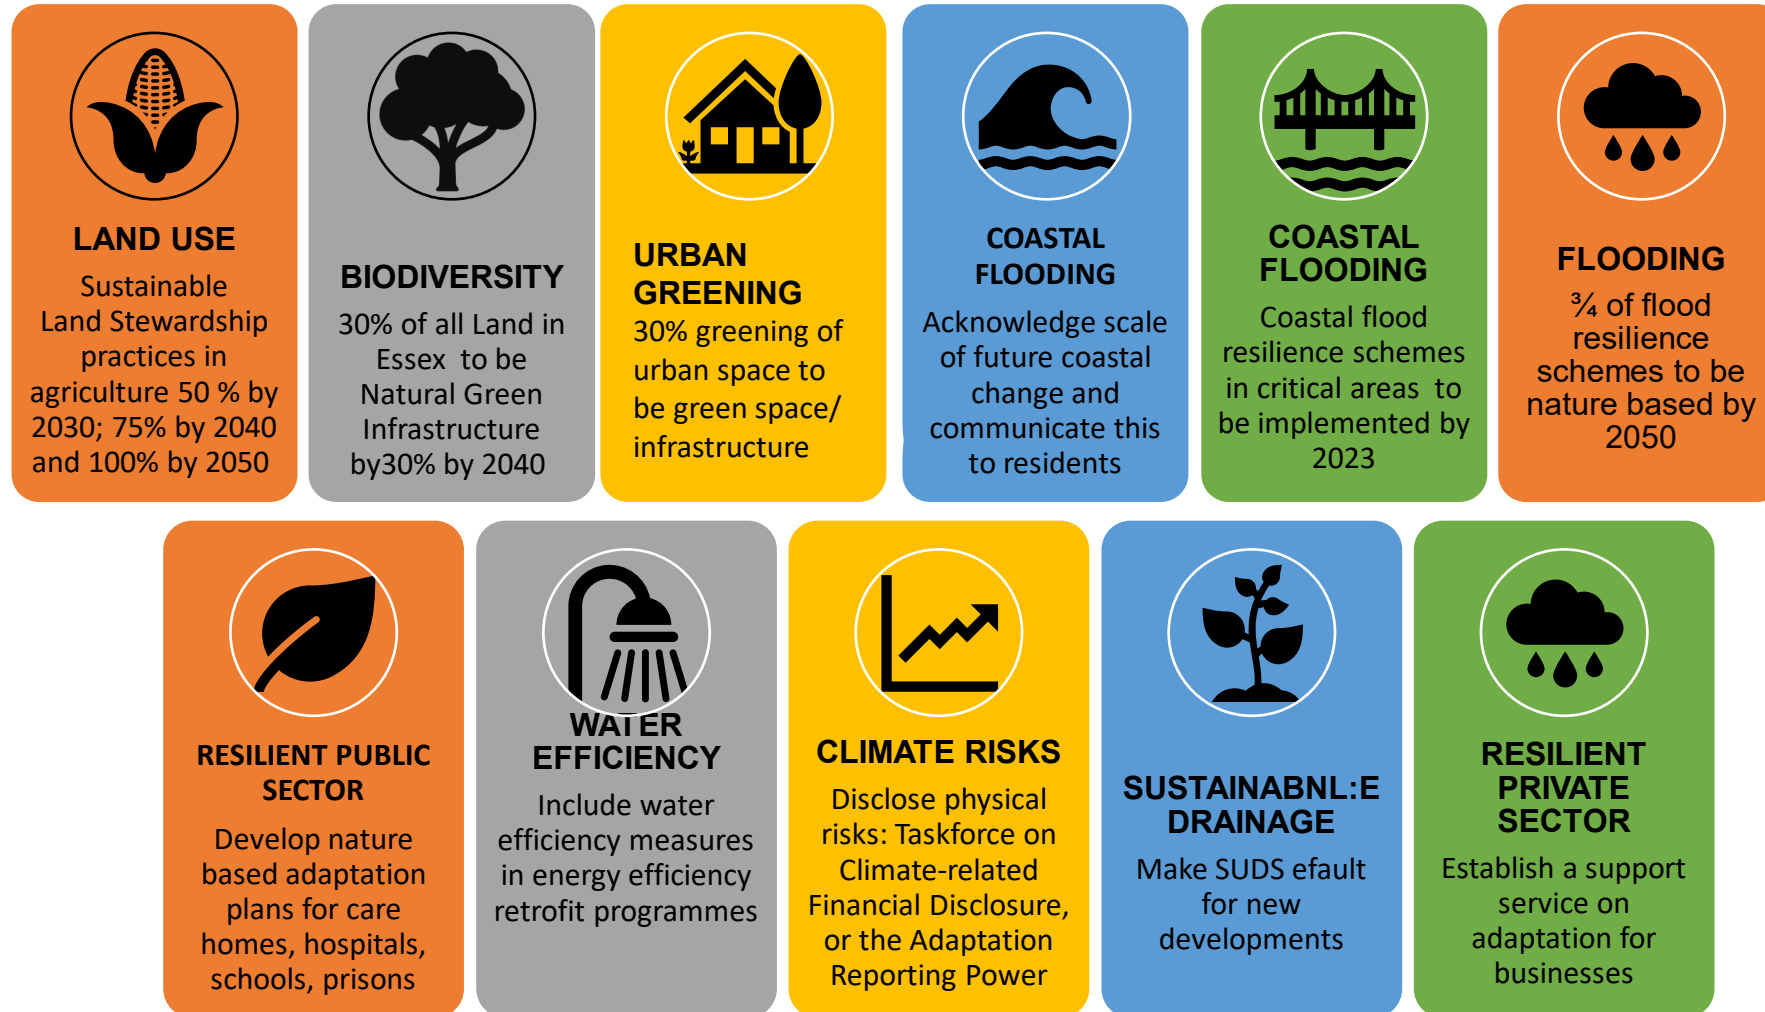 LAND USE
Sustainable
Land Stewardship
practices in
agriculture 50 % by
2030; 75% by 2040
and 100% by 2050
BIODIVERSITY
30% of all Land in
Essex  to be
Natural Green
Infrastructure
by30% by 2040
URBAN
GREENING
30% greening of
urban space to
be green space/
infrastructure
COASTAL
FLOODING
Acknowledge scale
of future coastal
change and
communicate this
to residents
COASTAL
FLOODING
Coastal flood
resilience schemes
in critical areas  to
be implemented by
2023
FLOODING
¾ of flood
resilience
schemes to be
nature based by
2050
RESILIENT PUBLIC
SECTOR
Develop nature
based adaptation
plans for care
homes, hospitals,
schools, prisons
WATER
EFFICIENCY
Include water
efficiency measures
in energy efficiency
retrofit programmes
CLIMATE RISKS
Disclose physical
risks: Taskforce on
Climate-related
Financial Disclosure,
or the Adaptation
Reporting Power
SUSTAINABNL:E
DRAINAGE
Make SUDS efault
for new
developments
RESILIENT
PRIVATE
SECTOR
Establish a support
service on
adaptation for
businesses